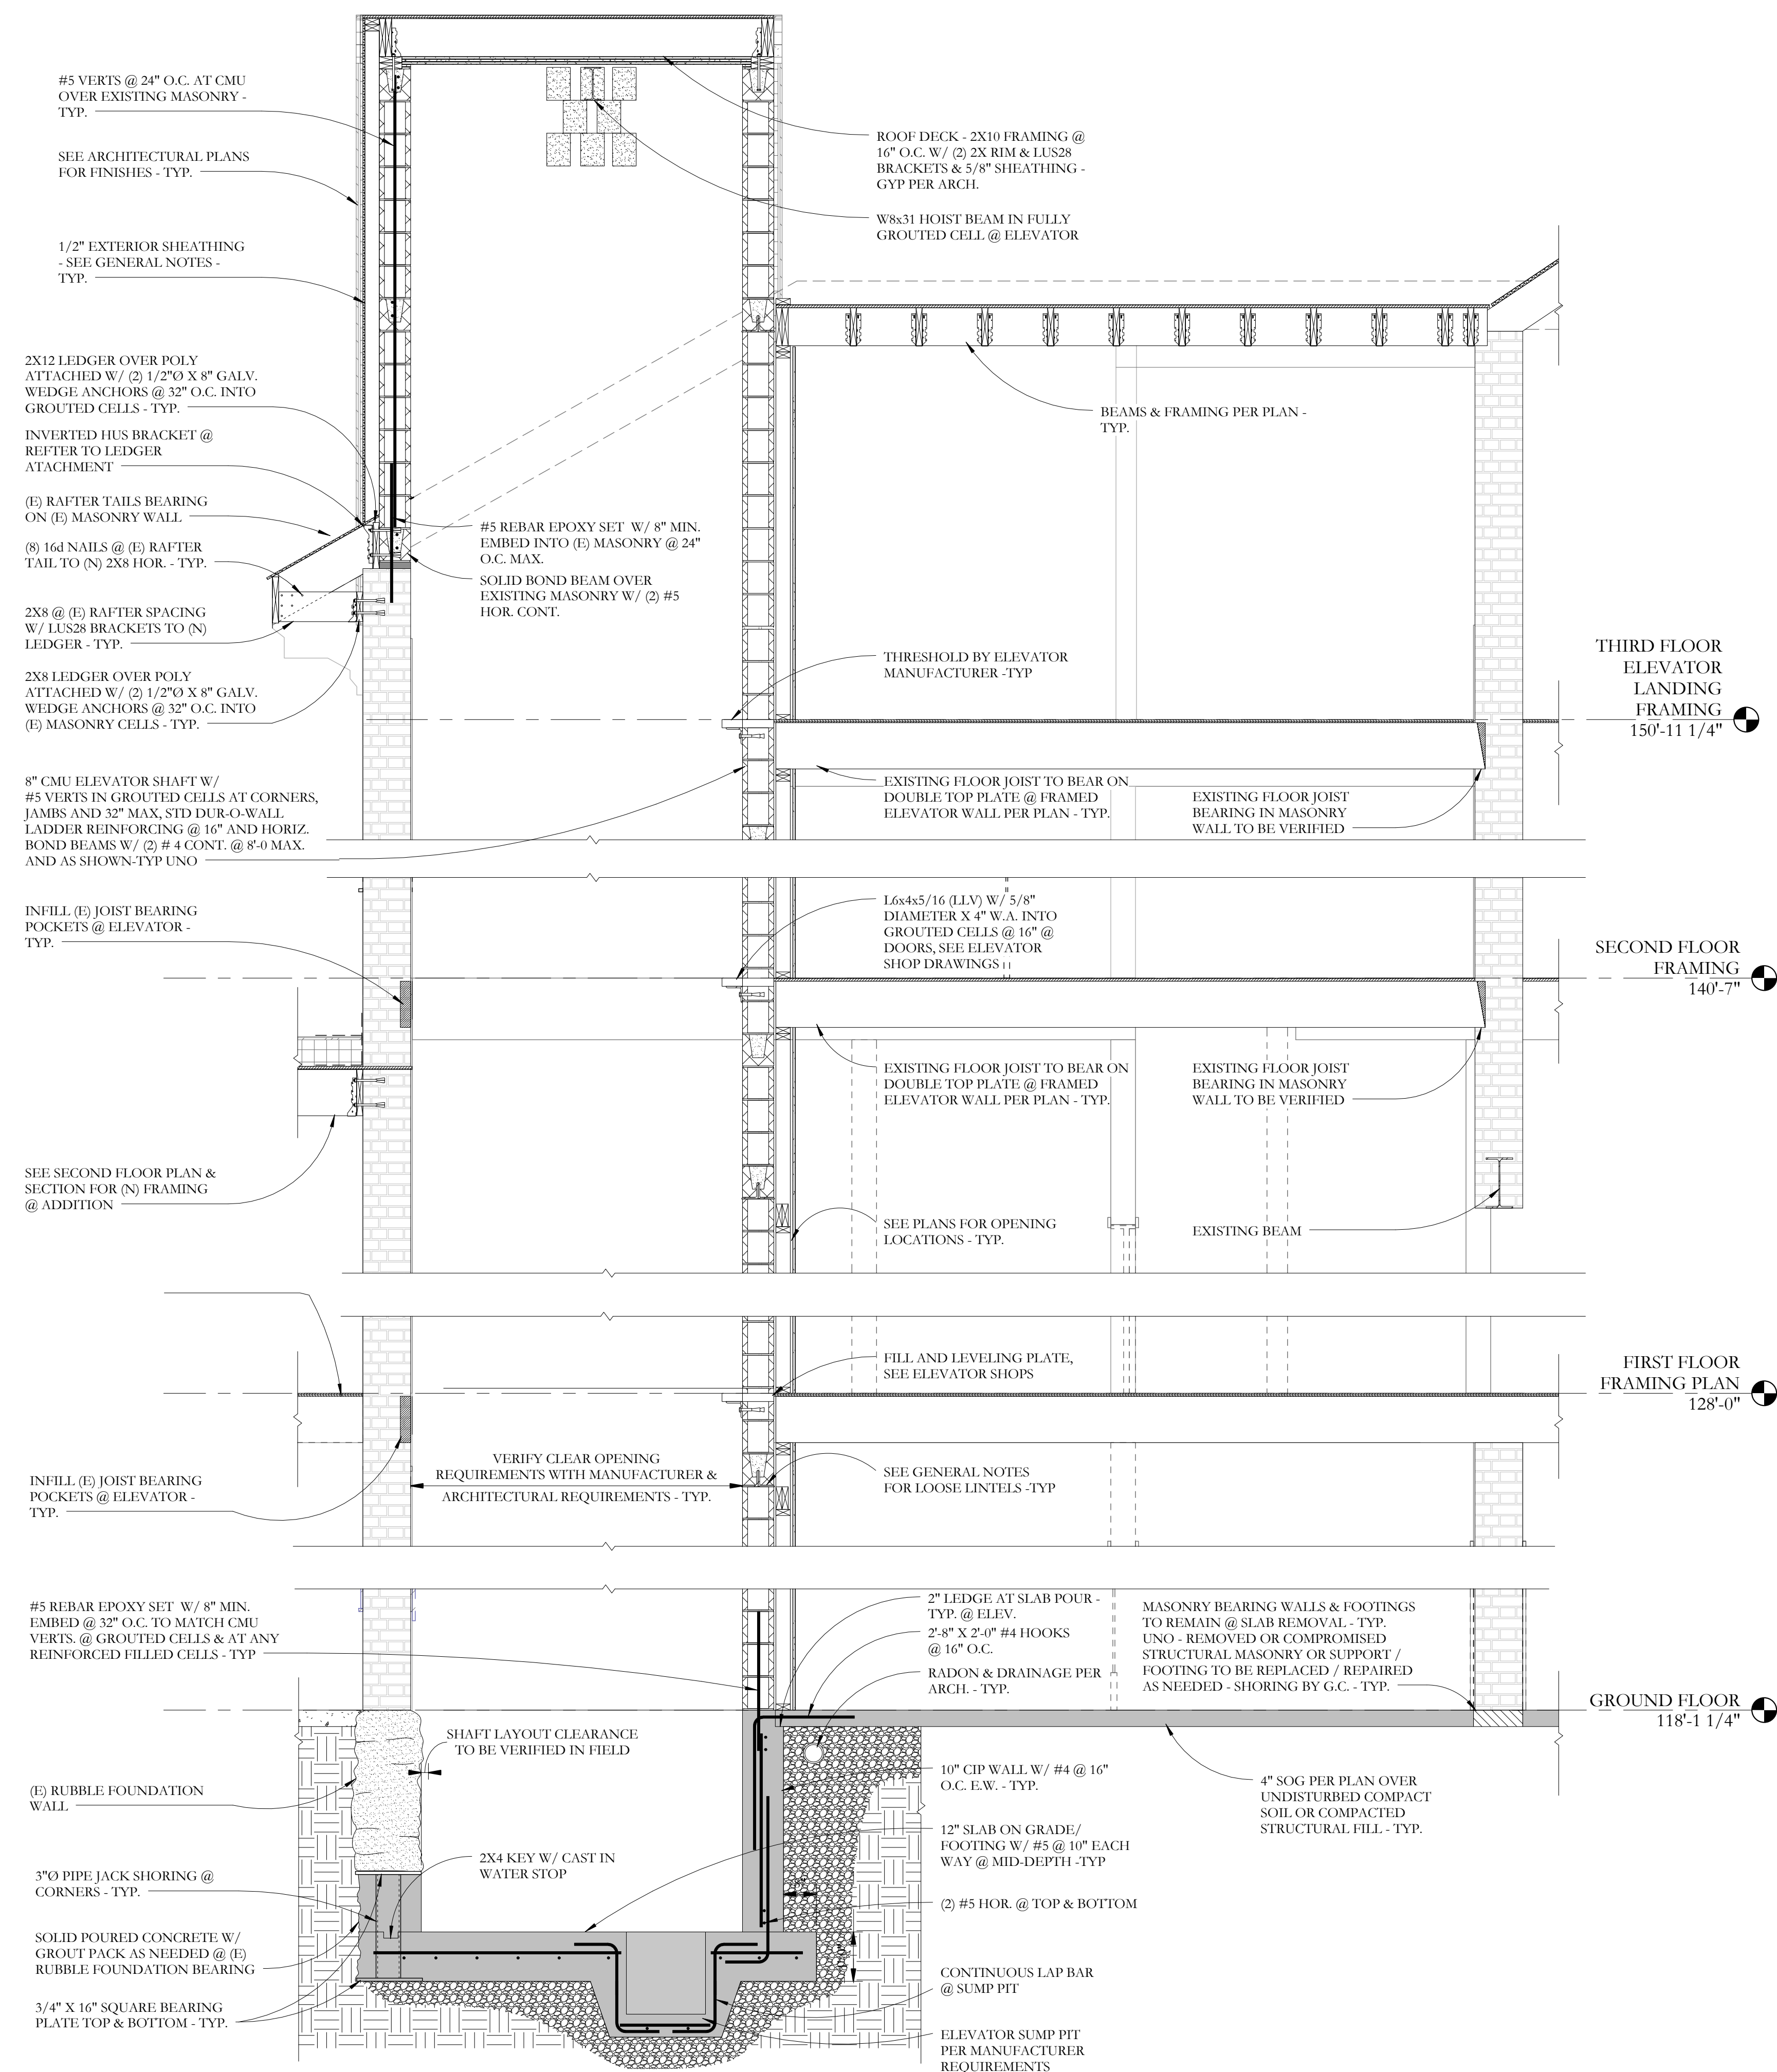 #5 VERTS @ 24" O.C. AT CMU
OVER EXISTING MASONRY -
TYP.
SEE ARCHITECTURAL PLANS
FOR FINISHES - TYP.
1/2" EXTERIOR SHEATHING
- SEE GENERAL NOTES -
TYP.
2X12 LEDGER OVER POLY
ATTACHED W/ (2) 1/2"Ø X 8" GALV.
WEDGE ANCHORS @ 32" O.C. INTO
GROUTED CELLS - TYP.
INVERTED HUS BRACKET @
REFTER TO LEDGER
ATACHMENT
(E) RAFTER TAILS BEARING
ON (E) MASONRY WALL
(8) 16d NAILS @ (E) RAFTER
TAIL TO (N) 2X8 HOR. - TYP.
2X8 @ (E) RAFTER SPACING
W/ LUS28 BRACKETS TO (N)
LEDGER - TYP.
2X8 LEDGER OVER POLY
ATTACHED W/ (2) 1/2"Ø X 8" GALV.
WEDGE ANCHORS @ 32" O.C. INTO
(E) MASONRY CELLS - TYP.
8" CMU ELEVATOR SHAFT W/
#5 VERTS IN GROUTED CELLS AT CORNERS,
JAMBS AND 32" MAX, STD DUR-O-WALL
LADDER REINFORCING @ 16" AND HORIZ.
BOND BEAMS W/ (2) # 4 CONT. @ 8'-0 MAX.
AND AS SHOWN-TYP UNO
INFILL (E) JOIST BEARING
POCKETS @ ELEVATOR -
TYP.
SEE SECOND FLOOR PLAN &
SECTION FOR (N) FRAMING
@ ADDITION
INFILL (E) JOIST BEARING
POCKETS @ ELEVATOR -
TYP.
#5 REBAR EPOXY SET W/ 8" MIN.
EMBED @ 32" O.C. TO MATCH CMU
VERTS. @ GROUTED CELLS & AT ANY
REINFORCED FILLED CELLS - TYP
(E) RUBBLE FOUNDATION
WALL
3"Ø PIPE JACK SHORING @
CORNERS - TYP.
SOLID POURED CONCRETE W/
GROUT PACK AS NEEDED @ (E)
RUBBLE FOUNDATION BEARING
3/4" X 16" SQUARE BEARING
PLATE TOP & BOTTOM - TYP.
ROOF DECK - 2X10 FRAMING @
16" O.C. W/ (2) 2X RIM & LUS28
BRACKETS & 5/8" SHEATHING -
GYP PER ARCH.
W8x31 HOIST BEAM IN FULLY
GROUTED CELL @ ELEVATOR
BEAMS & FRAMING PER PLAN -
TYP.
#5 REBAR EPOXY SET W/ 8" MIN.
EMBED INTO (E) MASONRY @ 24"
O.C. MAX.
SOLID BOND BEAM OVER
EXISTING MASONRY W/ (2) #5
HOR. CONT.
THRESHOLD BY ELEVATOR
MANUFACTURER -TYP
EXISTING FLOOR JOIST TO BEAR ON
DOUBLE TOP PLATE @ FRAMED
ELEVATOR WALL PER PLAN - TYP.
EXISTING FLOOR JOIST
BEARING IN MASONRY
WALL TO BE VERIFIED
L6x4x5/16 (LLV) W/ 5/8"
DIAMETER X 4" W.A. INTO
GROUTED CELLS @ 16" @
DOORS, SEE ELEVATOR
SHOP DRAWINGS
EXISTING FLOOR JOIST TO BEAR ON
DOUBLE TOP PLATE @ FRAMED
ELEVATOR WALL PER PLAN - TYP.
EXISTING FLOOR JOIST
BEARING IN MASONRY
WALL TO BE VERIFIED
SEE PLANS FOR OPENING
LOCATIONS - TYP.
EXISTING BEAM
FILL AND LEVELING PLATE,
SEE ELEVATOR SHOPS
VERIFY CLEAR OPENING
REQUIREMENTS WITH MANUFACTURER &
ARCHITECTURAL REQUIREMENTS - TYP.
SEE GENERAL NOTES
FOR LOOSE LINTELS -TYP
2" LEDGE AT SLAB POUR -
TYP. @ ELEV.
2'-8" X 2'-0" #4 HOOKS
@ 16" O.C.
RADON & DRAINAGE PER
ARCH. - TYP.
MASONRY BEARING WALLS & FOOTINGS
TO REMAIN @ SLAB REMOVAL - TYP.
UNO - REMOVED OR COMPROMISED
STRUCTURAL MASONRY OR SUPPORT /
FOOTING TO BE REPLACED / REPAIRED
AS NEEDED - SHORING BY G.C. - TYP.
SHAFT LAYOUT CLEARANCE
TO BE VERIFIED IN FIELD
10" CIP WALL W/ #4 @ 16"
O.C. E.W. - TYP.
4" SOG PER PLAN OVER
UNDISTURBED COMPACT
SOIL OR COMPACTED
STRUCTURAL FILL - TYP.
12" SLAB ON GRADE/
FOOTING W/ #5 @ 10" EACH
WAY @ MID-DEPTH -TYP
2X4 KEY W/ CAST IN
WATER STOP
(2) #5 HOR. @ TOP & BOTTOM
CONTINUOUS LAP BAR
@ SUMP PIT
ELEVATOR SUMP PIT
PER MANUFACTURER
REQUIREMENTS
THIRD FLOOR
ELEVATOR
LANDING
FRAMING
150'-11 1/4"
SECOND FLOOR
FRAMING
140'-7"
FIRST FLOOR
FRAMING PLAN
128'-0"
GROUND FLOOR
118'-1 1/4"